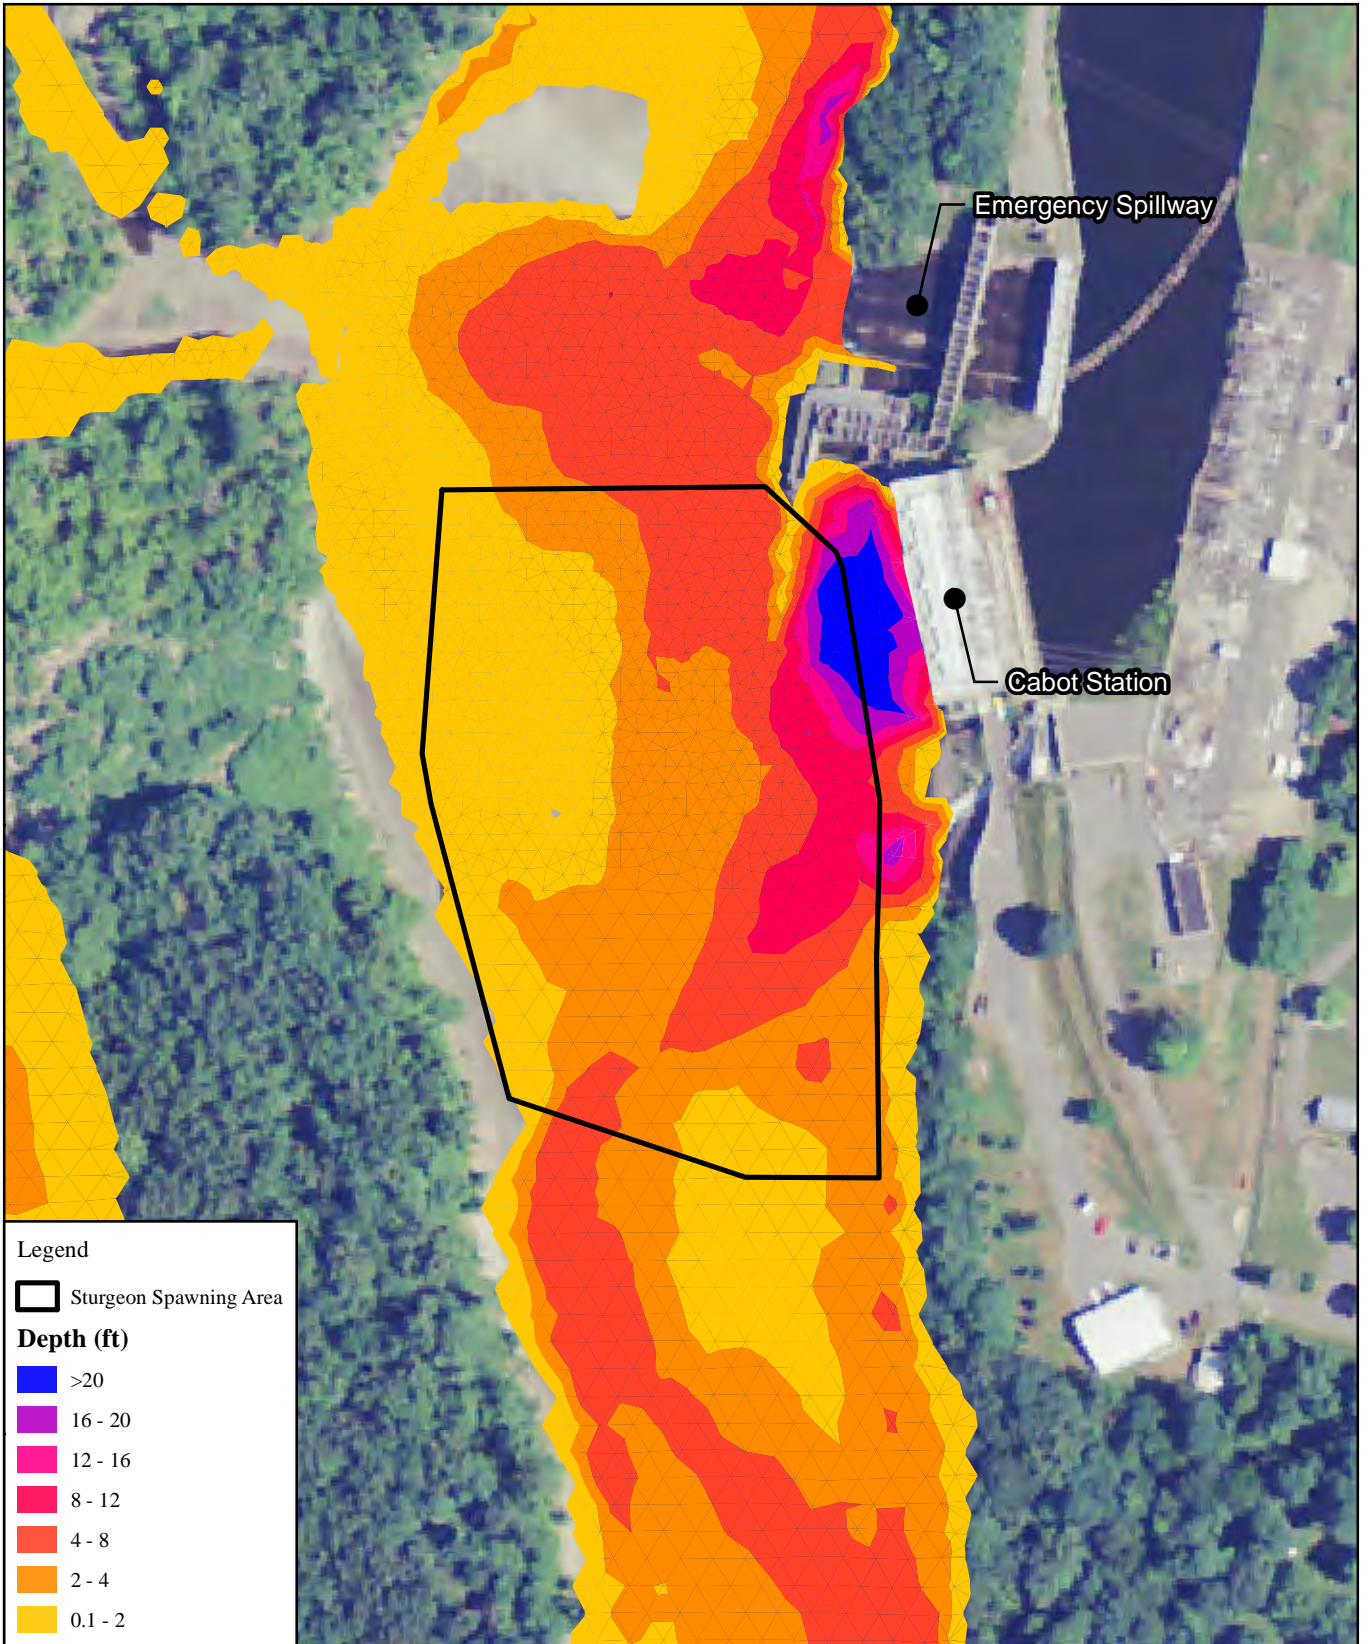 Emergency Spillway
Cabot Station
Legend
Sturgeon Spawning Area
Depth (ft)
>20
16 - 20
12 - 16
8 - 12
4 - 8
2 - 4
0.1 - 2